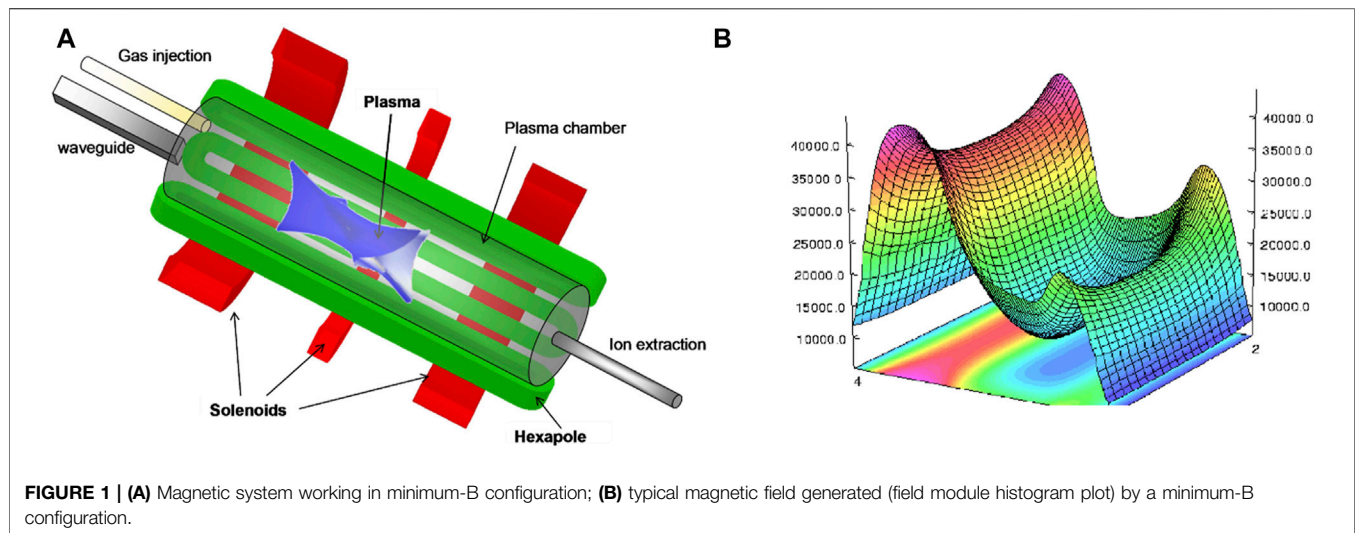 A
Gas injection
waveguide
Plasma
Plasma chamber
Ion extraction
Solenoids
Hexapole
B
40000.0
35000.0
30000.0
25000.0
20000.0
15000.0
10000.0
40000.0
35000.0
30000.0
25000.0
20000.0
15000.0
10000.0
4
2
FIGURE 1 | (A) Magnetic system working in minimum-B configuration; (B) typical magnetic field generated (field module histogram plot) by a minimum-B
configuration.